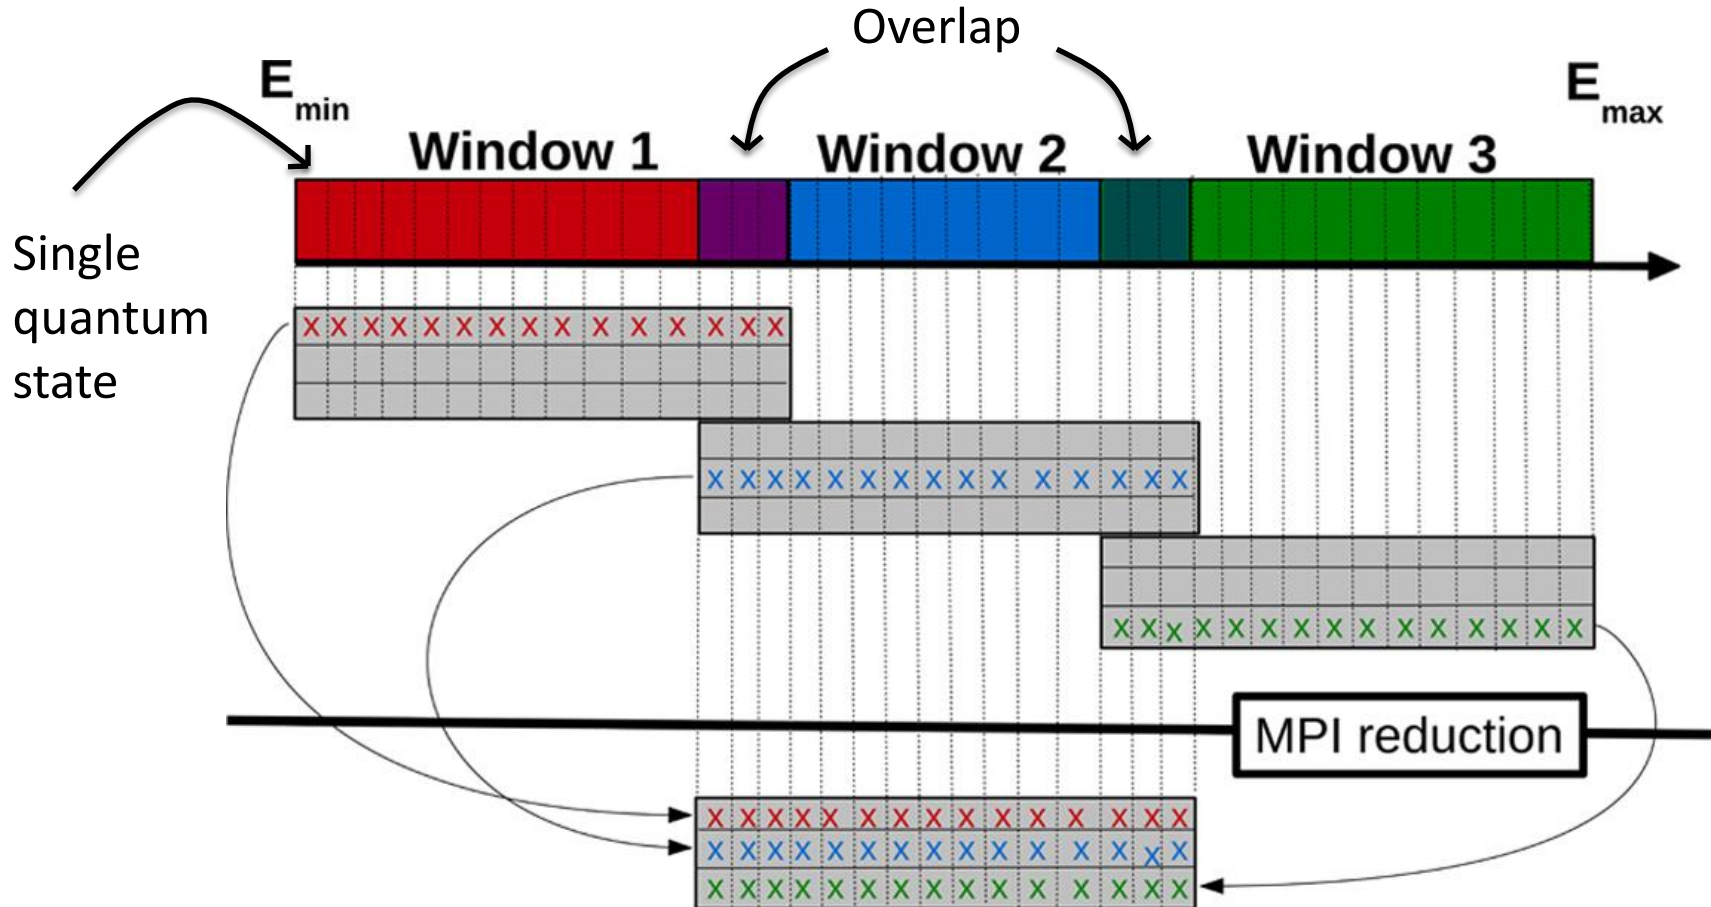 Overlap
E
min
E
max
Window 1
Window 2
Window 3
Single
quantum
state
X X X X X X X X X X X X X X X
X X X X X X X X X X X X X X X
X X X X X X X X X X X X X X X
MPI reduction
X X X X X X X X X X X X X X X
X X X X X X X X X X X X X X X
X X X X X X X X X X X X X X X